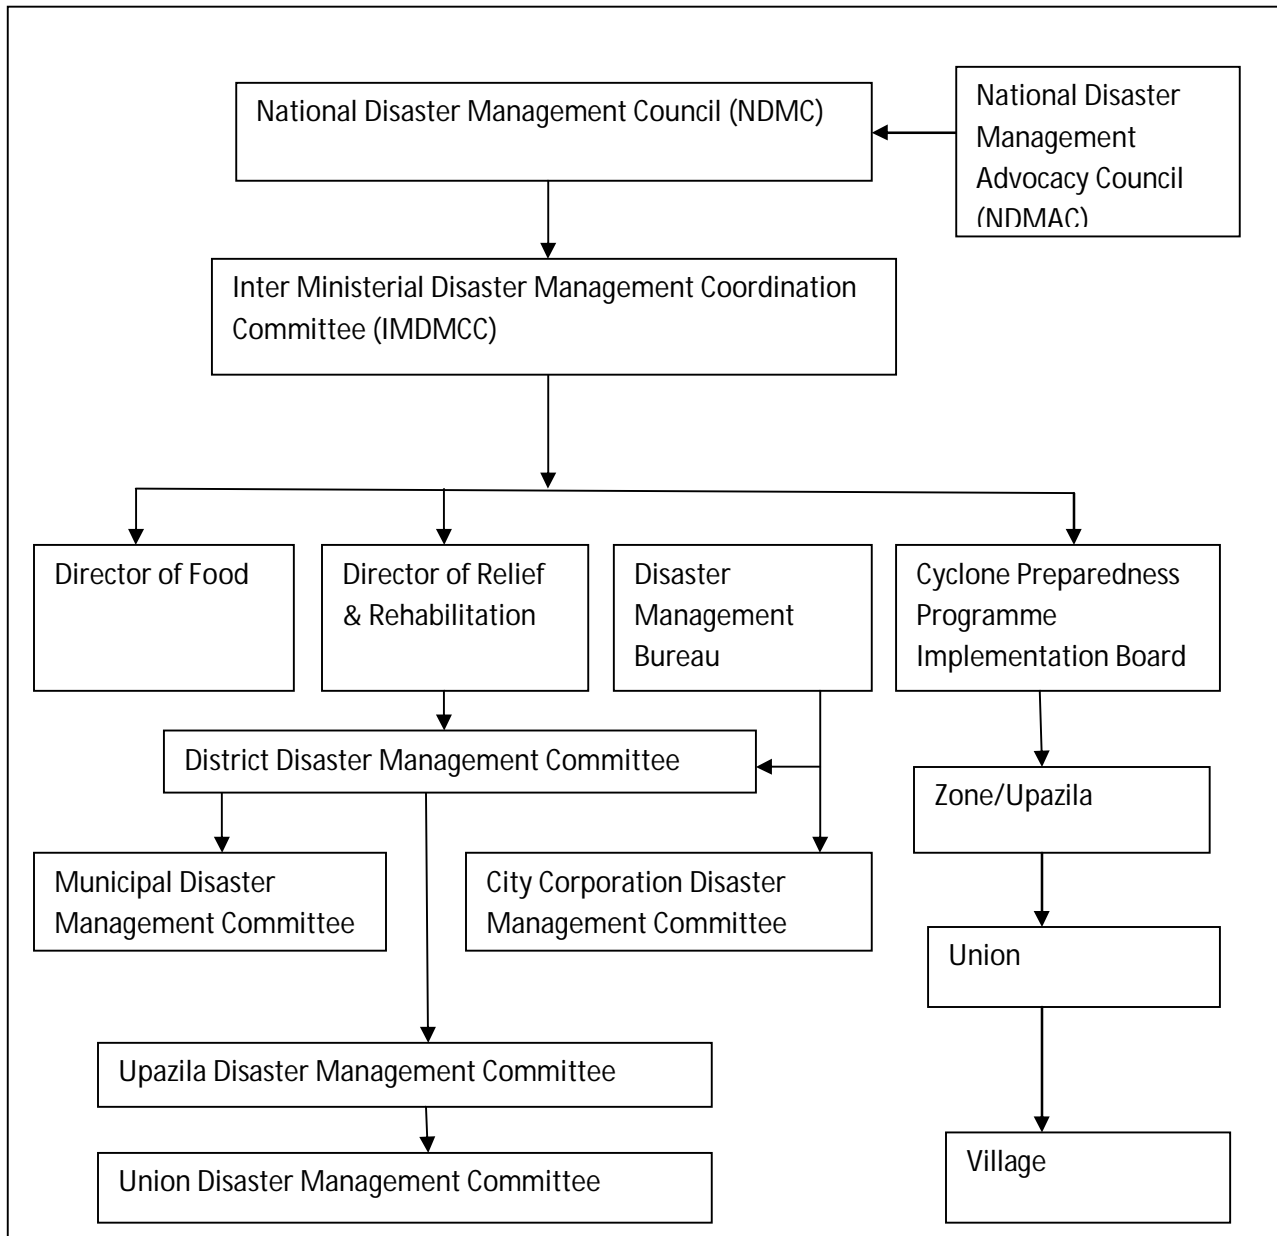 National Disaster Management Council (NDMC)
National Disaster
Management
Advocacy Council
(NDMAC)
Inter Ministerial Disaster Management Coordination
Committee (IMDMCC)
Director of Food
Director of Relief
& Rehabilitation
Disaster
Management
Bureau
Cyclone Preparedness
Programme
Implementation Board
District Disaster Management Committee
Zone/Upazila
Municipal Disaster
Management Committee
City Corporation Disaster
Management Committee
Union
Upazila Disaster Management Committee
Union Disaster Management Committee
Village